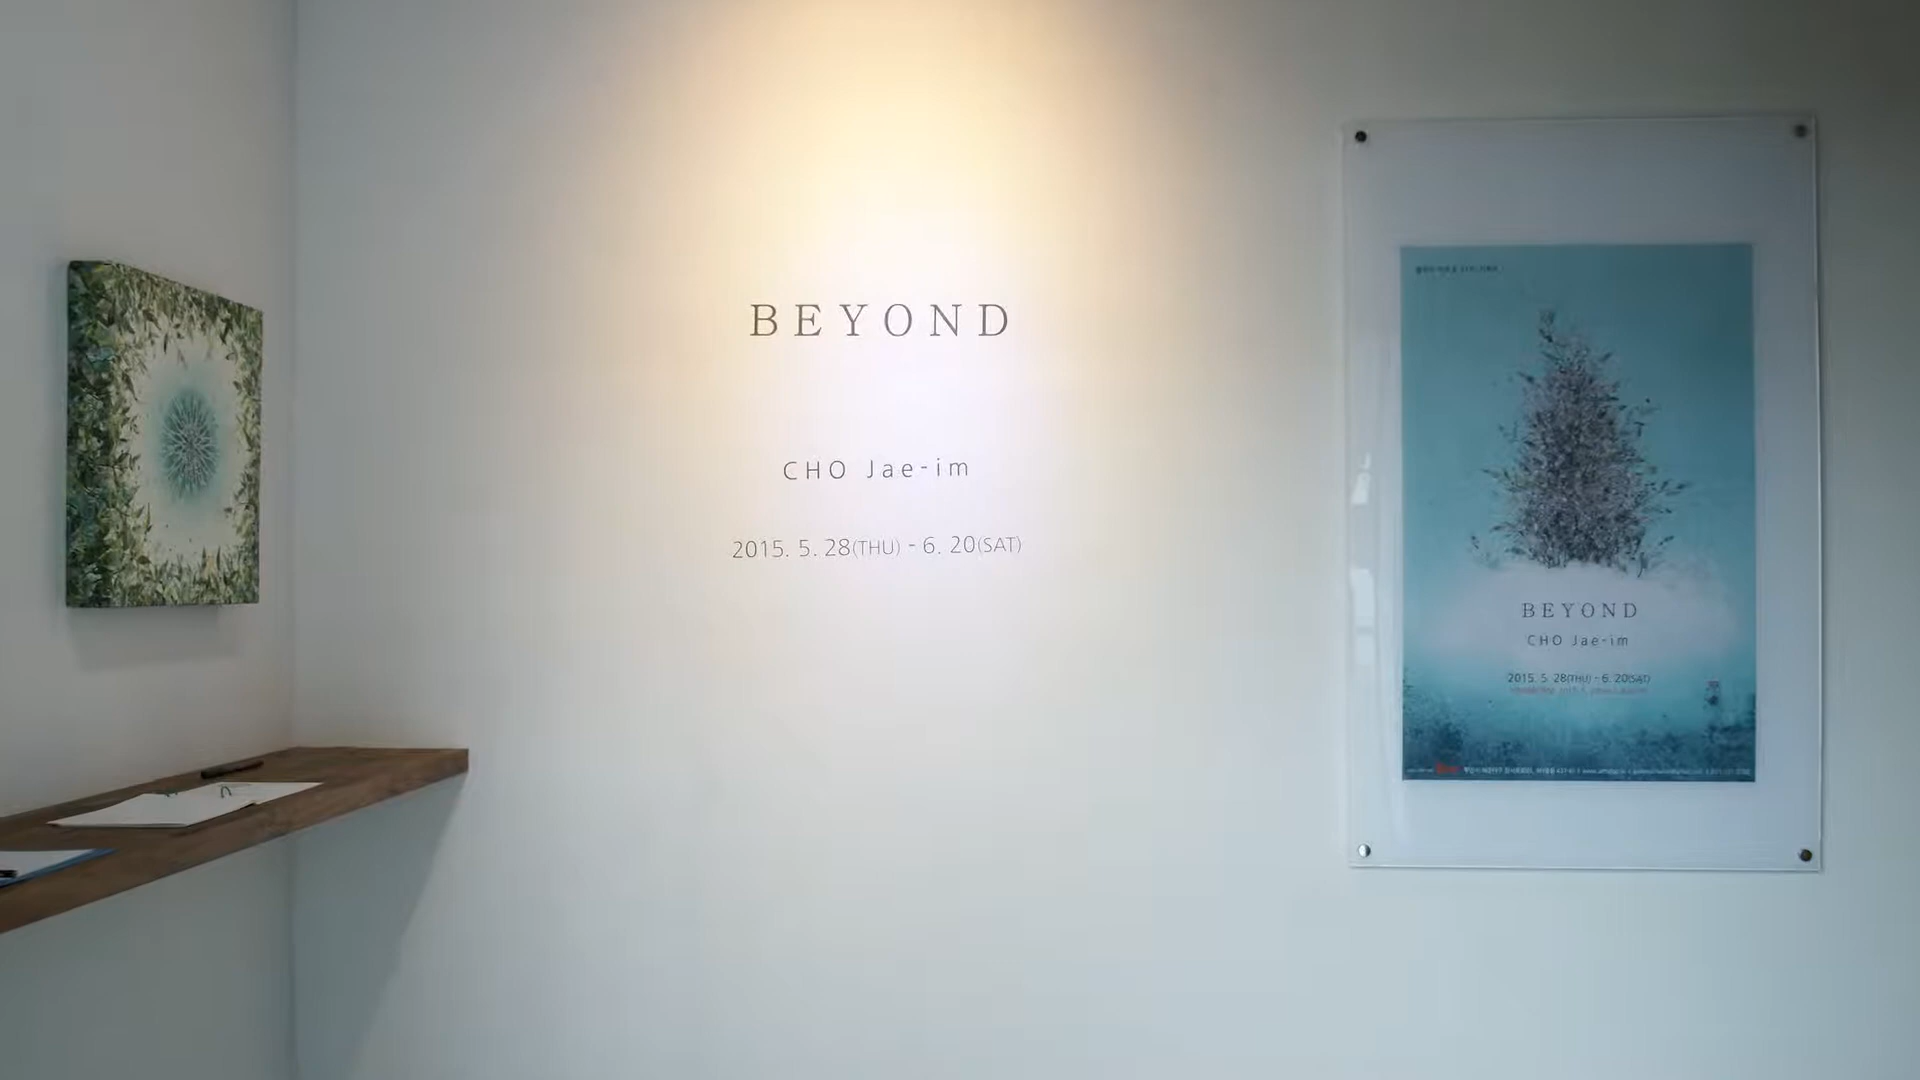 BEYOND
CHO Jae-im
2015. 5. 28(THU) - 6. 20(SAT)
BEYOND
CHO Jae-im
2015. 5. 28(THU) - 6. 20(SAT)